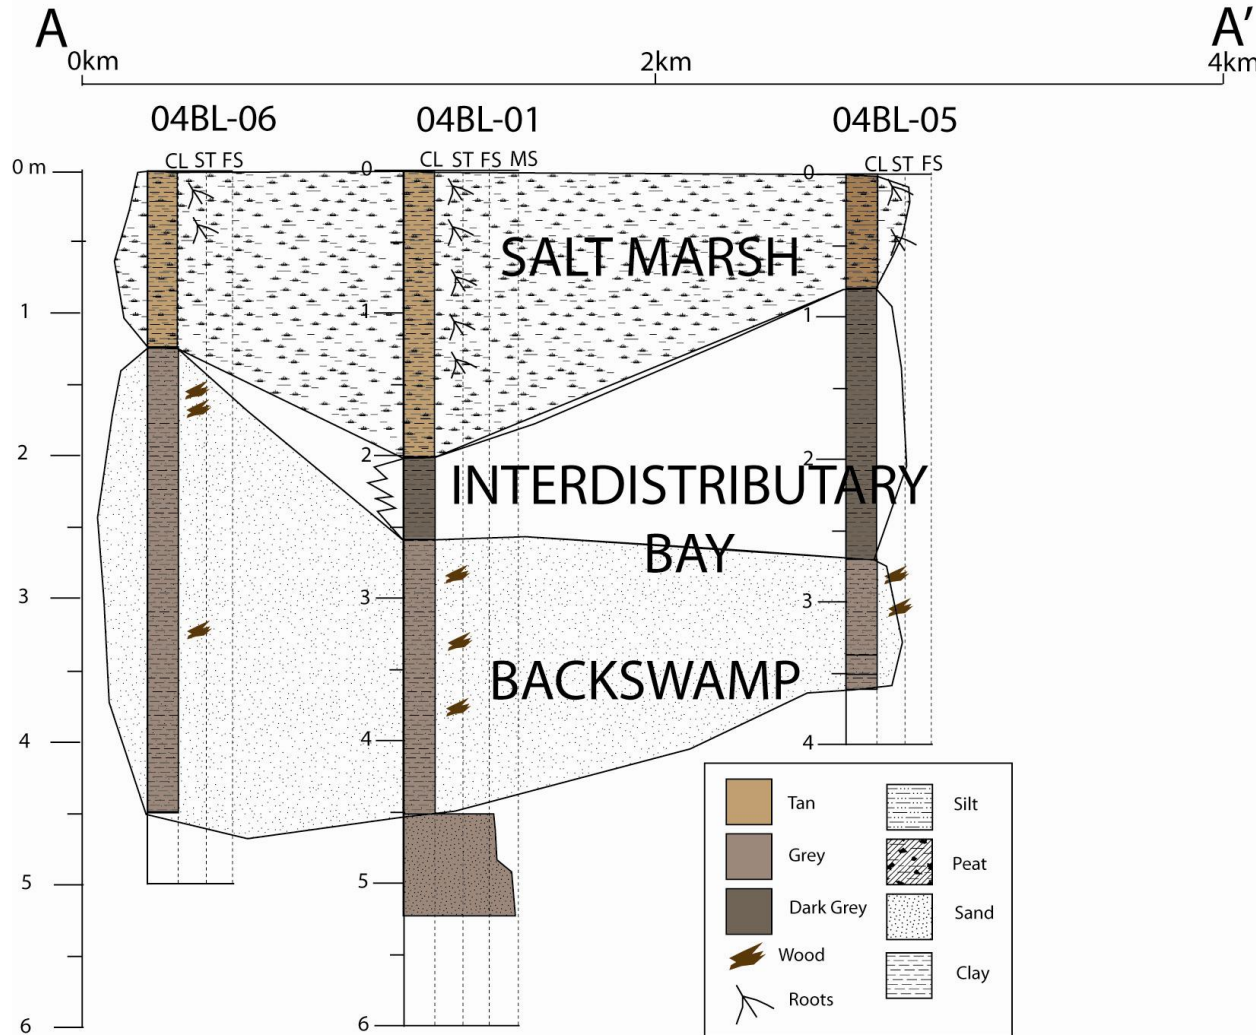 A A'
0km 2km 4km
04BL-06 04BL-01 04BL-05
CL ST FS
CL ST FS MS
CL ST FS
0 m
1
2
3
4
5
6
0
1
2
3
4
5
6
0
1
2
3
4
SALT MARSH
INTERDISTRIBUTARY
BAY
BACKSWAMP
Tan
Grey
Dark Grey
Wood
Roots
Silt
Peat
Sand
Clay